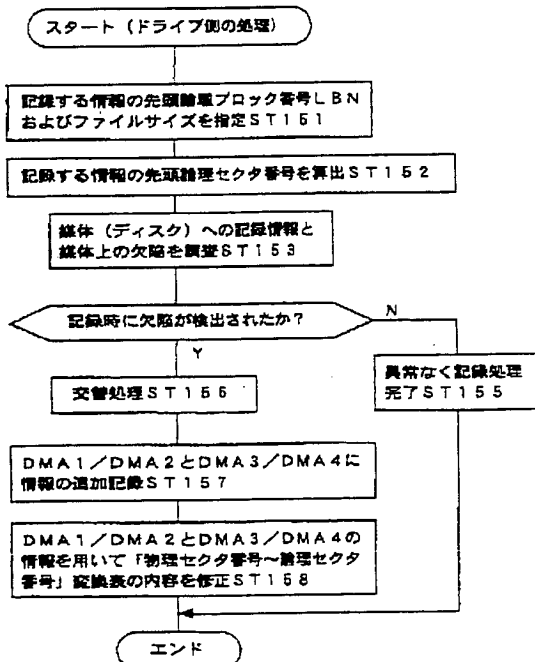 スタート（ドライブ側の処理）
記録する情報の先頭論理ブロック番号ＬＢＮ
およびファイルサイズを指定ＳＴ１５１
記録する情報の先頭論理セクタ番号を算出ＳＴ１５２
媒体（ディスク）への記録情報と
媒体上の欠陥を調査ＳＴ１５３
記録時に欠陥が検出されたか？
N
Y
異常なく記録処理
完了ＳＴ１５５
交替処理ＳＴ１５６
ＤＭＡ１／ＤＭＡ２とＤＭＡ３／ＤＭＡ４に
情報の追加記録ＳＴ１５７
ＤＭＡ１／ＤＭＡ２とＤＭＡ３／ＤＭＡ４の
情報を用いて「物理セクタ番号～論理セクタ
番号」変換表の内容を修正ＳＴ１５８
エンド